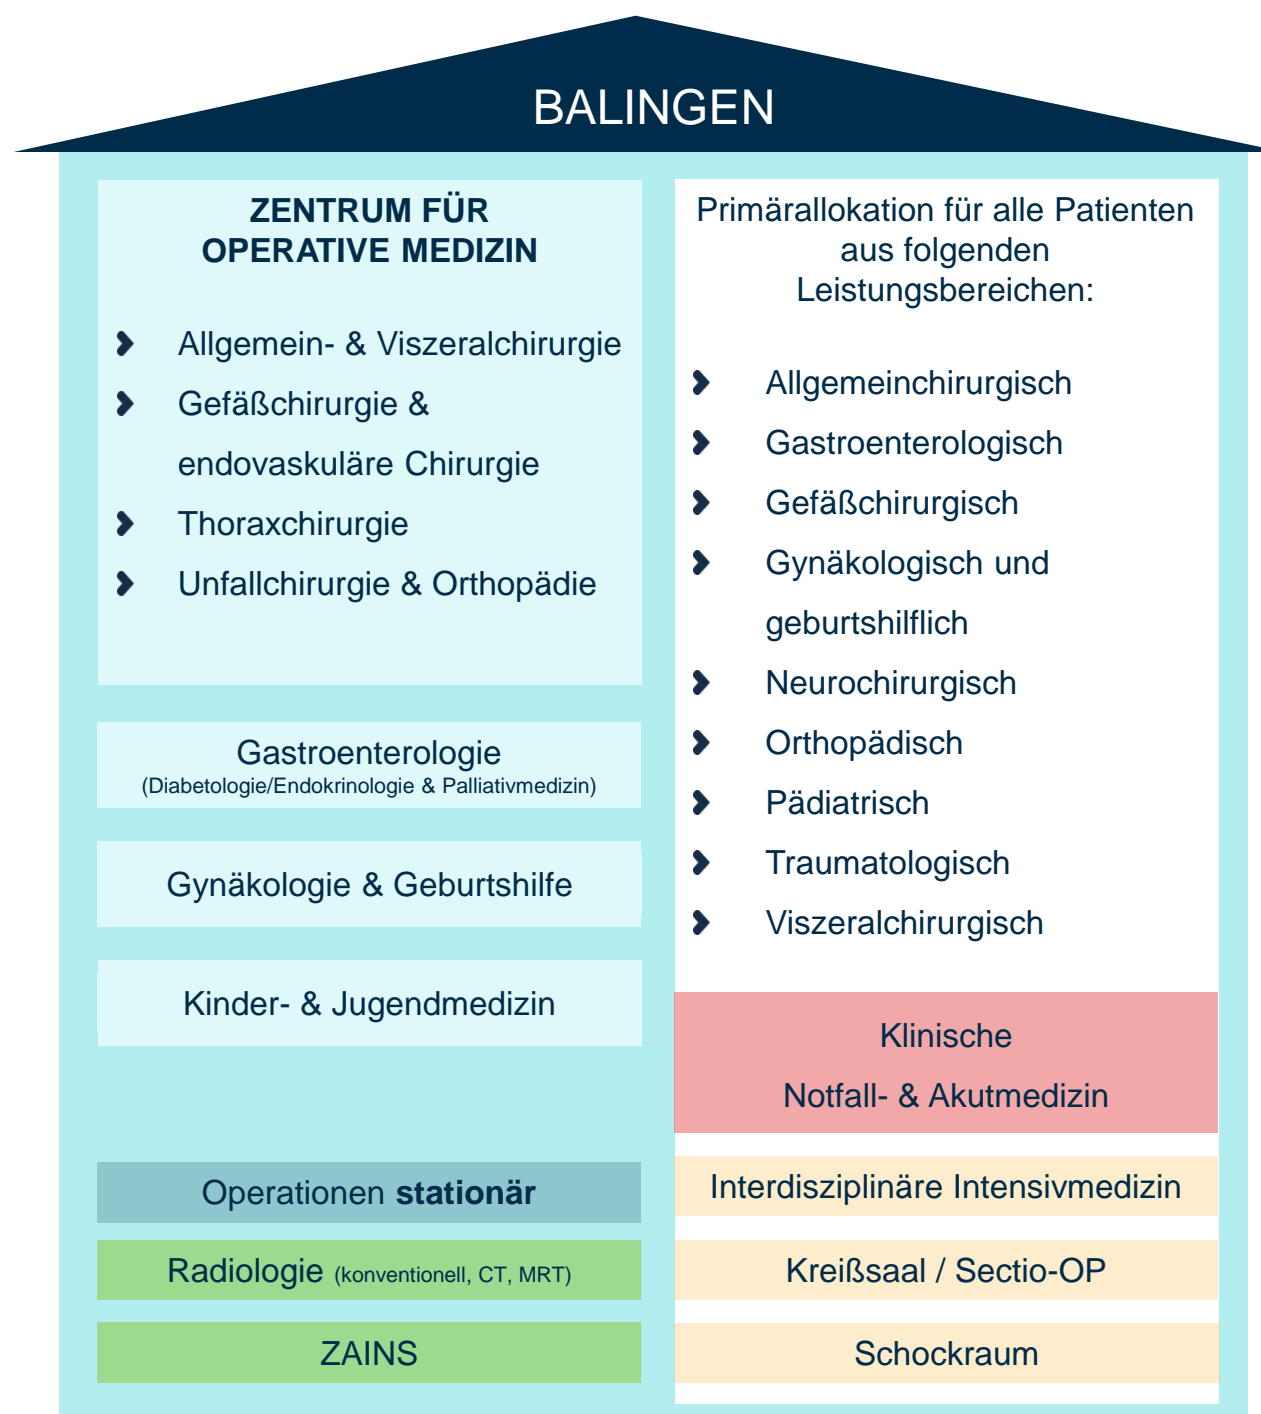 BALINGEN
ZENTRUM FÜR
OPERATIVE MEDIZIN
Allgemein- & Viszeralchirurgie
Gefäßchirurgie &
endovaskuläre Chirurgie
Thoraxchirurgie
Unfallchirurgie & Orthopädie
Gastroenterologie
(Diabetologie/Endokrinologie & Palliativmedizin)
Gynäkologie & Geburtshilfe
Kinder- & Jugendmedizin
Operationen stationär
Radiologie (konventionell, CT, MRT)
ZAINS
Primärallokation für alle Patienten
aus folgenden
Leistungsbereichen:
Allgemeinchirurgisch
Gastroenterologisch
Gefäßchirurgisch
Gynäkologisch und
geburtshilflich
Neurochirurgisch
Orthopädisch
Pädiatrisch
Traumatologisch
Viszeralchirurgisch
Klinische
Notfall- & Akutmedizin
Interdisziplinäre Intensivmedizin
Kreißsaal / Sectio-OP
Schockraum